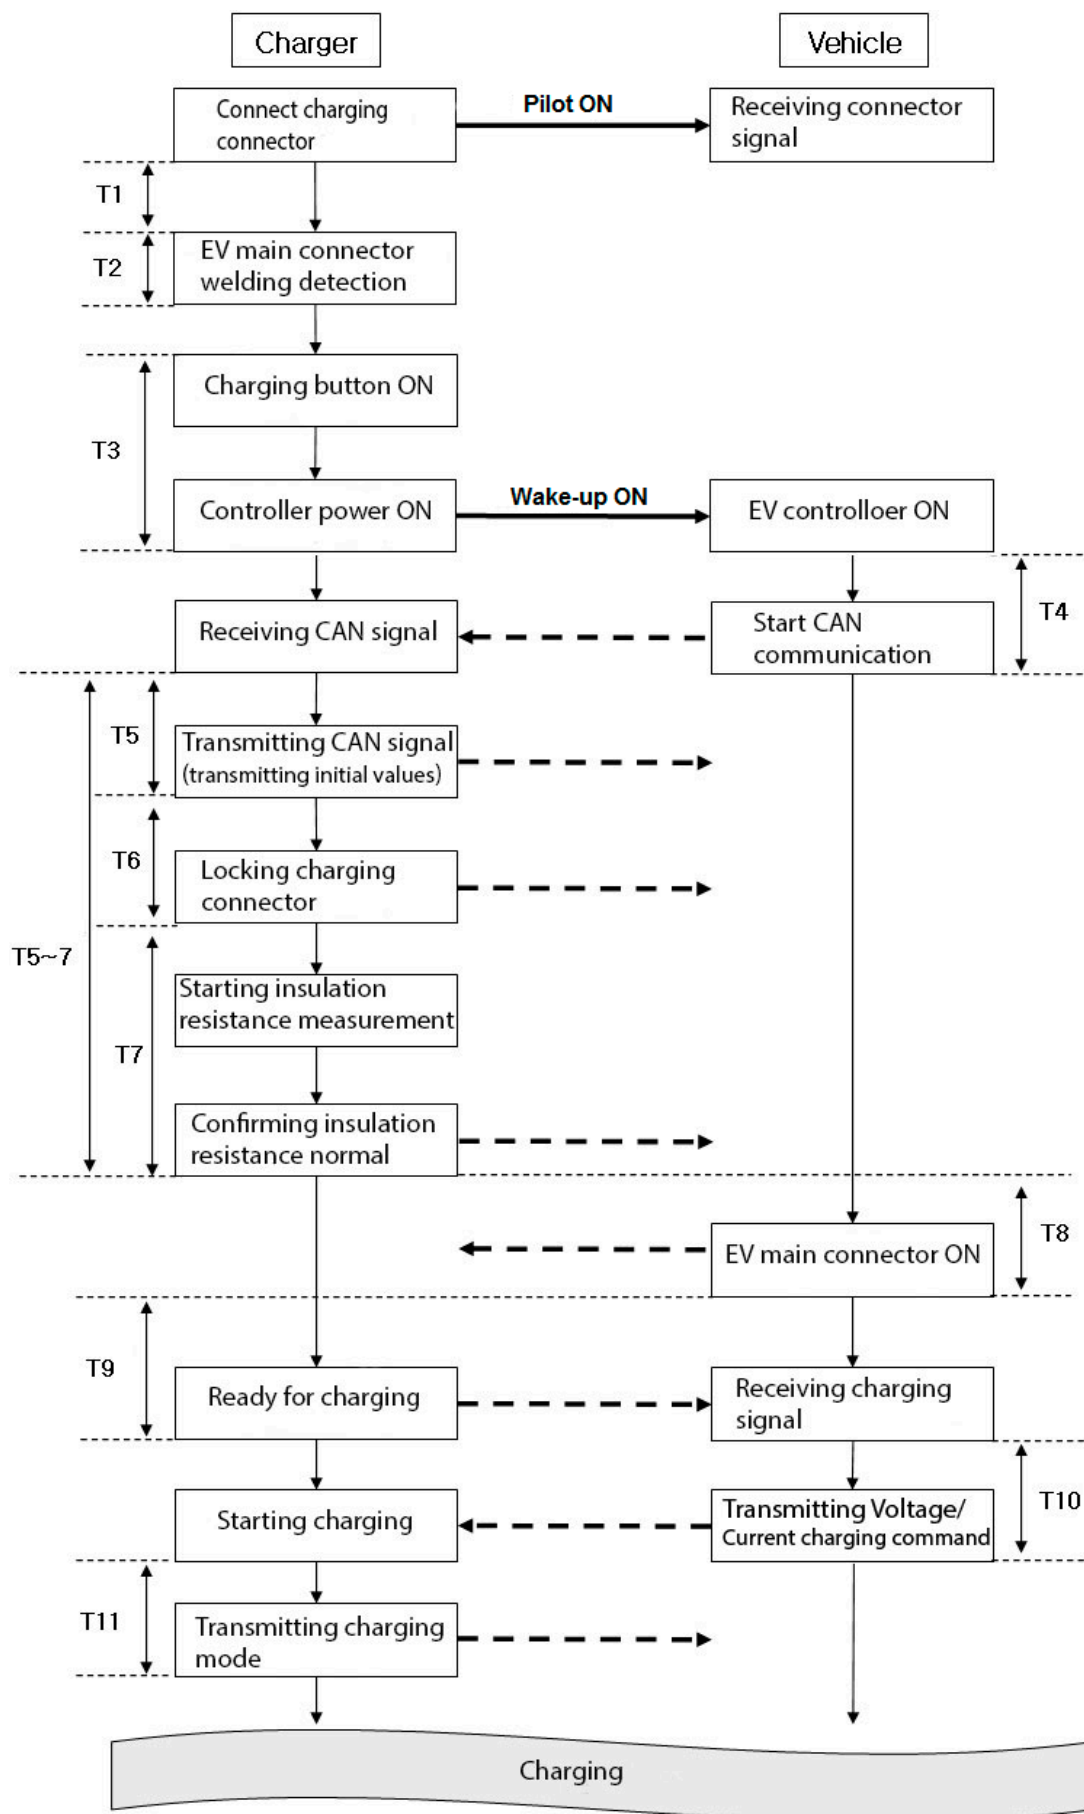 Charger
Vehicle
Connect charging
connector
Pilot ON
Receiving connector
signal
T1
T2
EV main connector
welding detection
Charging button ON
T3
Controller power ON
Wake-up ON
EV controlloer ON
T4
Receiving CAN signal
Start CAN
communication
T5
Transmitting CAN signal
(transmitting initial values)
T6
Locking charging
connector
T5~7
Starting insulation
resistance measurement
T7
Confirming insulation
resistance normal
T8
EV main connector ON
T9
Ready for charging
Receiving charging
signal
T10
Starting charging
Transmitting Voltage/
Current charging command
T11
Transmitting charging
mode
Charging